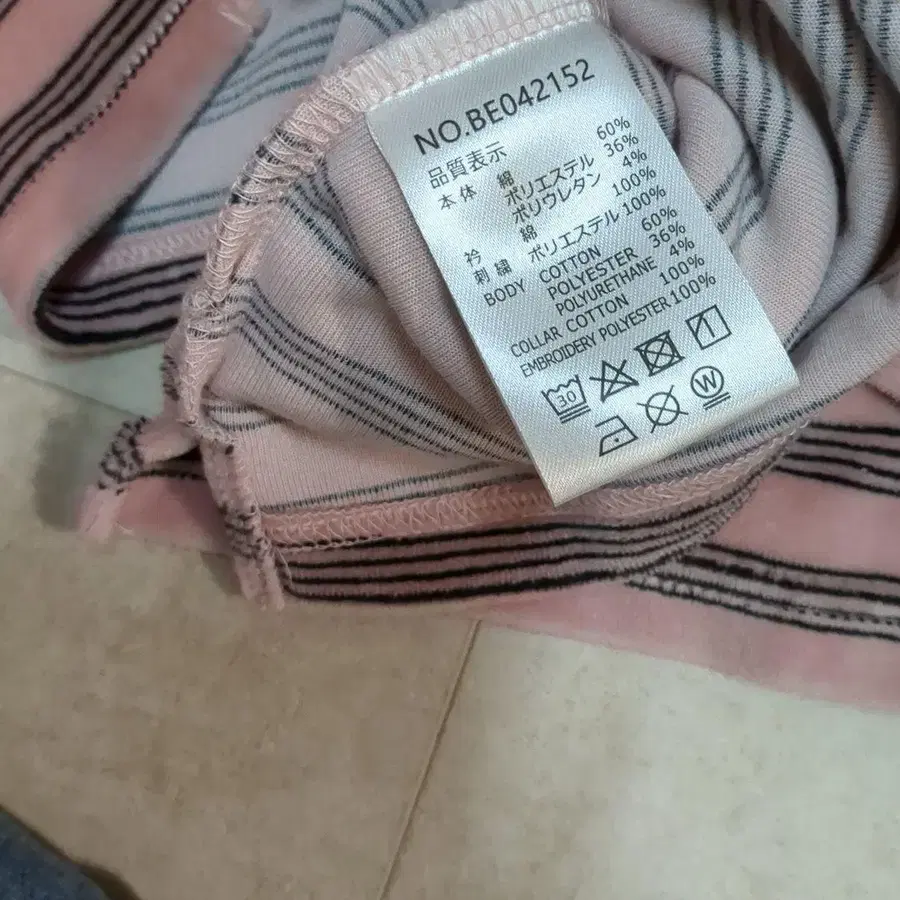 NO.BE042152
品質表示
本体 綿 60%
ポリエステル 36%
ポリウレタン 4%
衿 綿 100%
刺繍 ポリエステル 100%
BODY COTTON 60%
POLYESTER 36%
POLYURETHANE 4%
COLLAR COTTON 100%
EMBROIDERY POLYESTER 100%
30
W